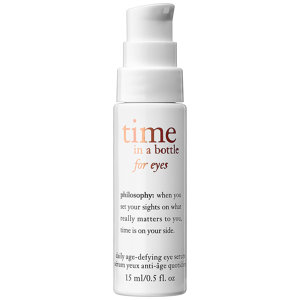 time
in a bottle
for eyes
philosophy: when you
set your sights on what
really matters to you,
time is on your side.
daily age-defying eye serum
sérum yeux anti-âge quotidien
15 ml/0.5 fl. oz